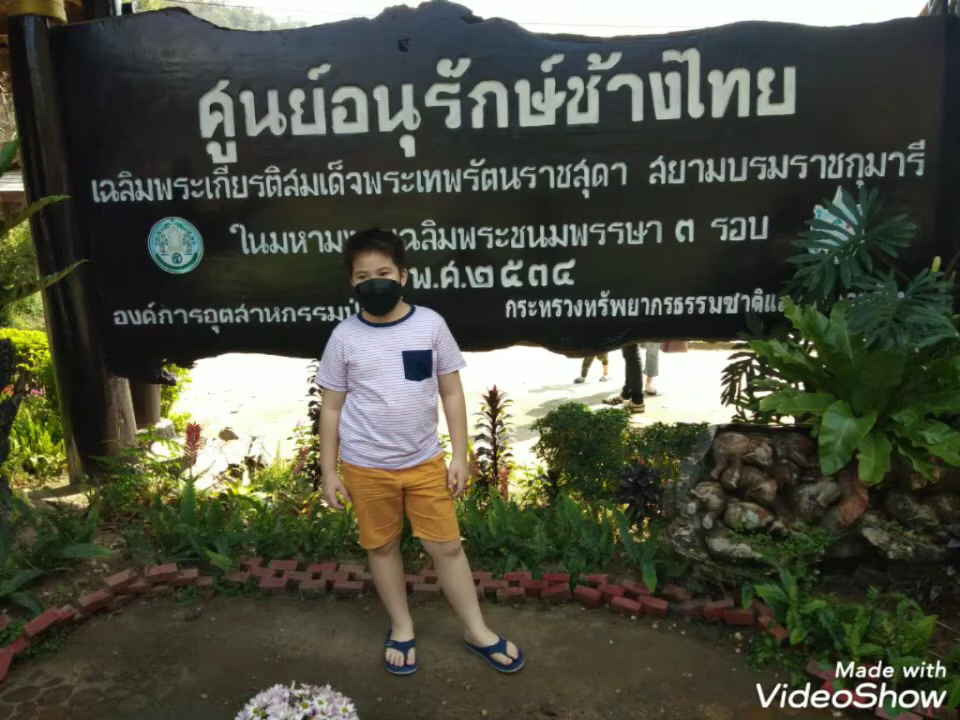 ศูนย์อนุรักษ์ช้างไทย
เฉลิมพระเกียรติสมเด็จพระเทพรัตนราชสุดา สยามบรมราชกุมารี
เฉลิมพระชนมพรรษา ๓ รอบ
พ.ศ.๒๕๓๔
องค์การอุตสาหกรรม กระทรวงทรัพยากรธรรมชาติ
Made with
VideoShow